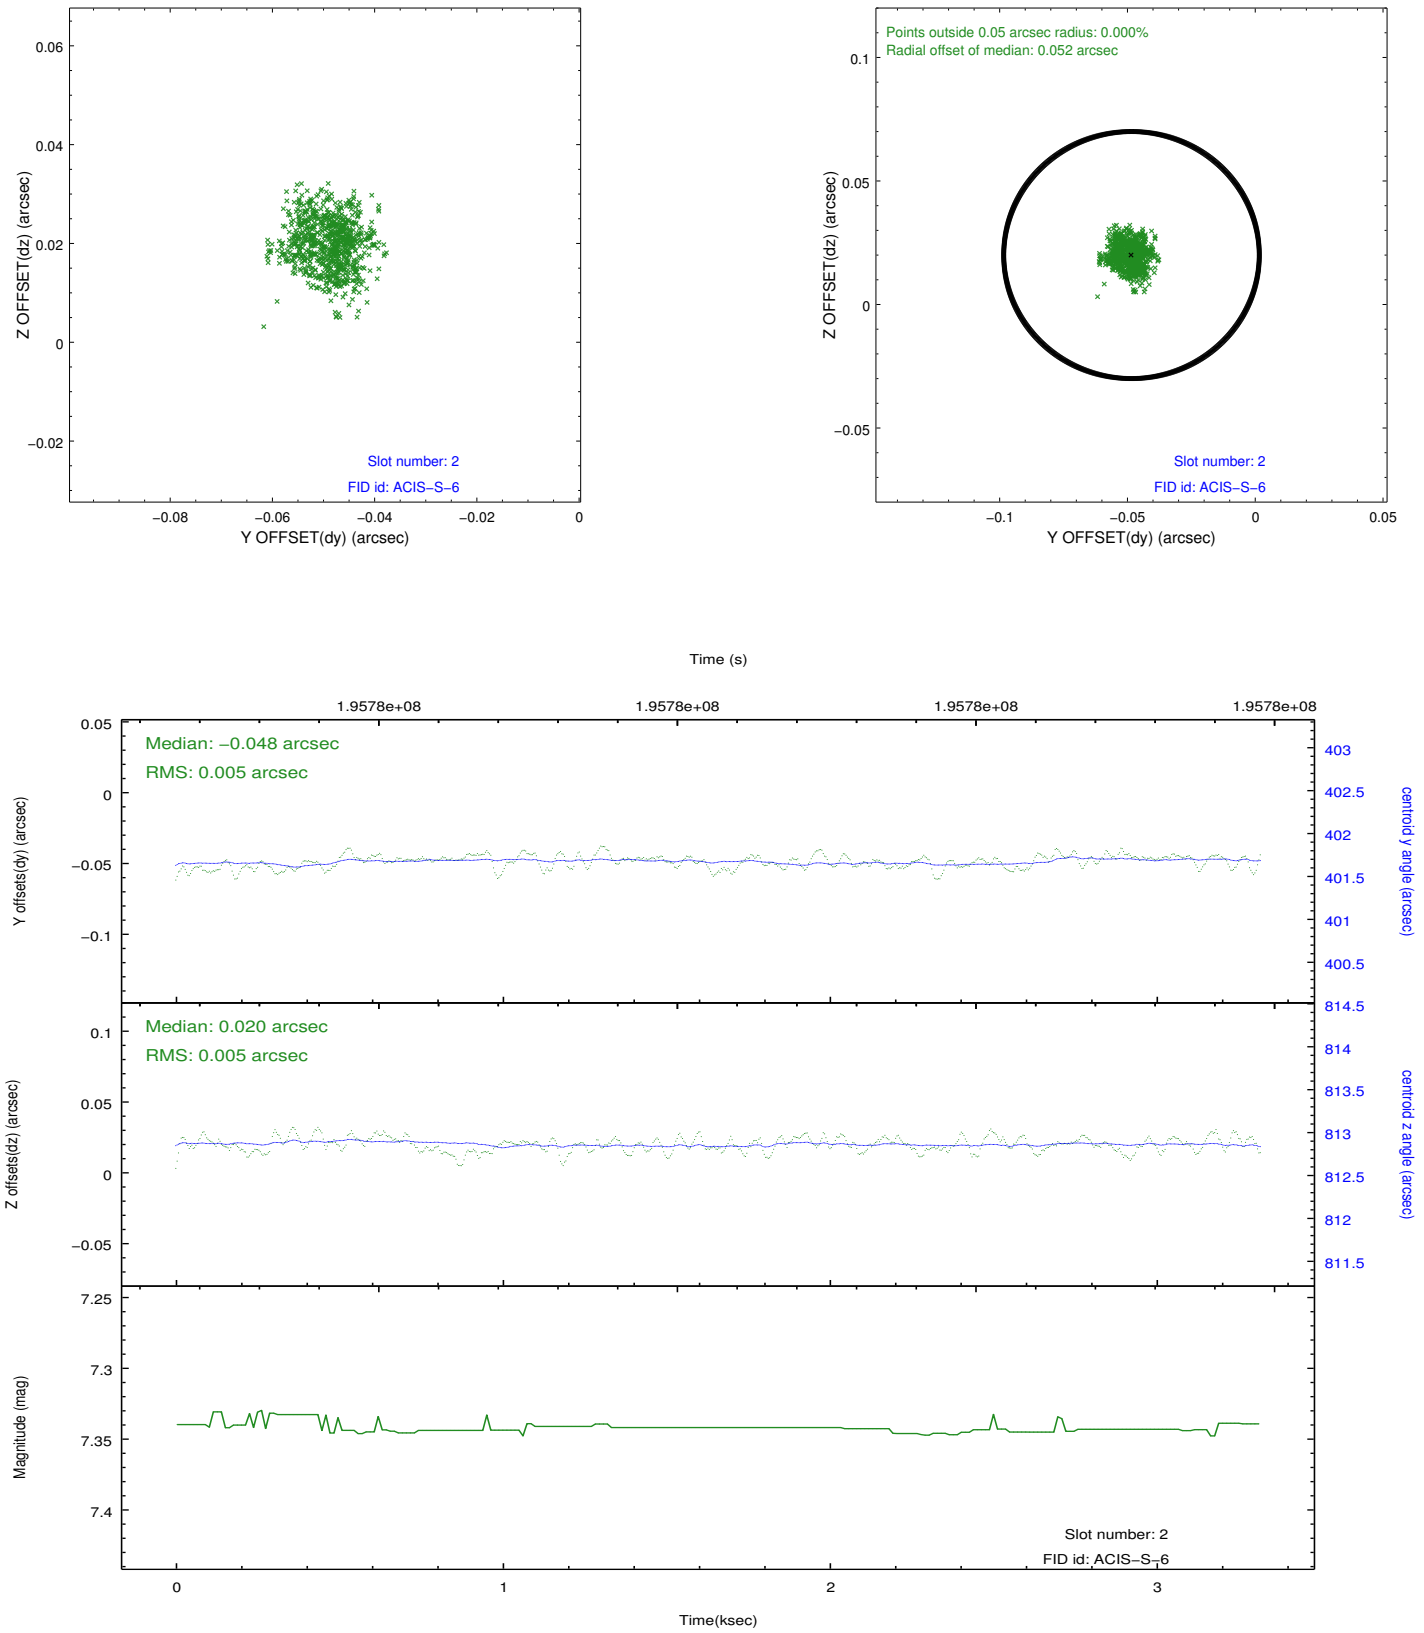 0.06
0.04
0.02
0
−0.02
Z OFFSET(dz) (arcsec)
Slot number: 2
FID id: ACIS−S−6
−0.08
−0.06
−0.04
−0.02
0
Y OFFSET(dy) (arcsec)
Points outside 0.05 arcsec radius: 0.000%
Radial offset of median: 0.052 arcsec
0.1
0.05
0
−0.05
Z OFFSET(dz) (arcsec)
Slot number: 2
FID id: ACIS−S−6
−0.1
−0.05
0
0.05
Y OFFSET(dy) (arcsec)
Time (s)
1.9578e+08
1.9578e+08
1.9578e+08
1.9578e+08
Median: −0.048 arcsec
RMS: 0.005 arcsec
0.05
0
−0.05
−0.1
Y offsets(dy) (arcsec)
403
402.5
402
401.5
401
400.5
centroid y angle (arcsec)
Median: 0.020 arcsec
RMS: 0.005 arcsec
0.1
0.05
0
−0.05
Z offsets(dz) (arcsec)
814.5
814
813.5
813
812.5
812
811.5
centroid z angle (arcsec)
7.25
7.3
7.35
7.4
Magnitude (mag)
Slot number: 2
FID id: ACIS−S−6
0
1
2
3
Time(ksec)